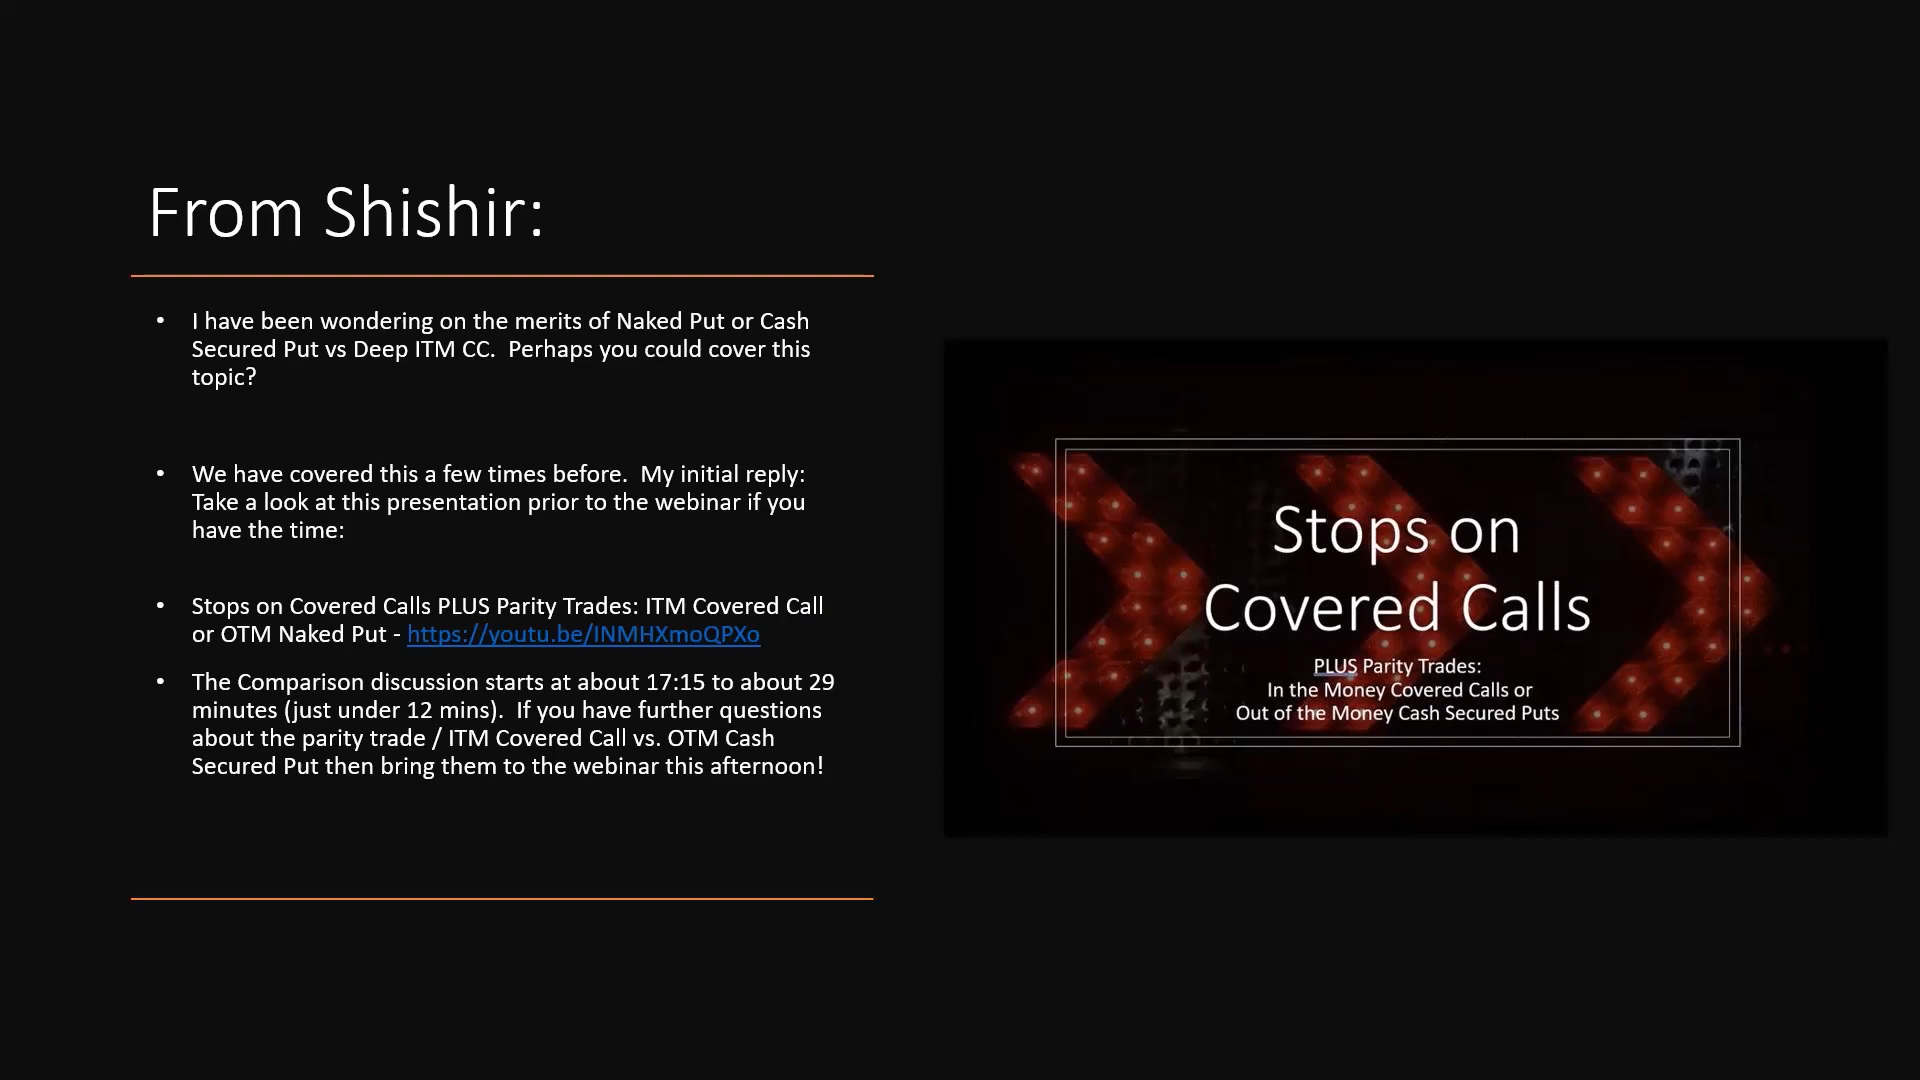 From Shishir:
• I have been wondering on the merits of Naked Put or Cash
Secured Put vs Deep ITM CC.  Perhaps you could cover this
topic?
• We have covered this a few times before.  My initial reply:
Take a look at this presentation prior to the webinar if you
have the time:
• Stops on Covered Calls PLUS Parity Trades: ITM Covered Call
or OTM Naked Put - https://youtu.be/INMHXmoQPXo
• The Comparison discussion starts at about 17:15 to about 29
minutes (just under 12 mins).  If you have further questions
about the parity trade / ITM Covered Call vs. OTM Cash
Secured Put then bring them to the webinar this afternoon!
Stops on
Covered Calls
PLUS Parity Trades:
In the Money Covered Calls or
Out of the Money Cash Secured Puts